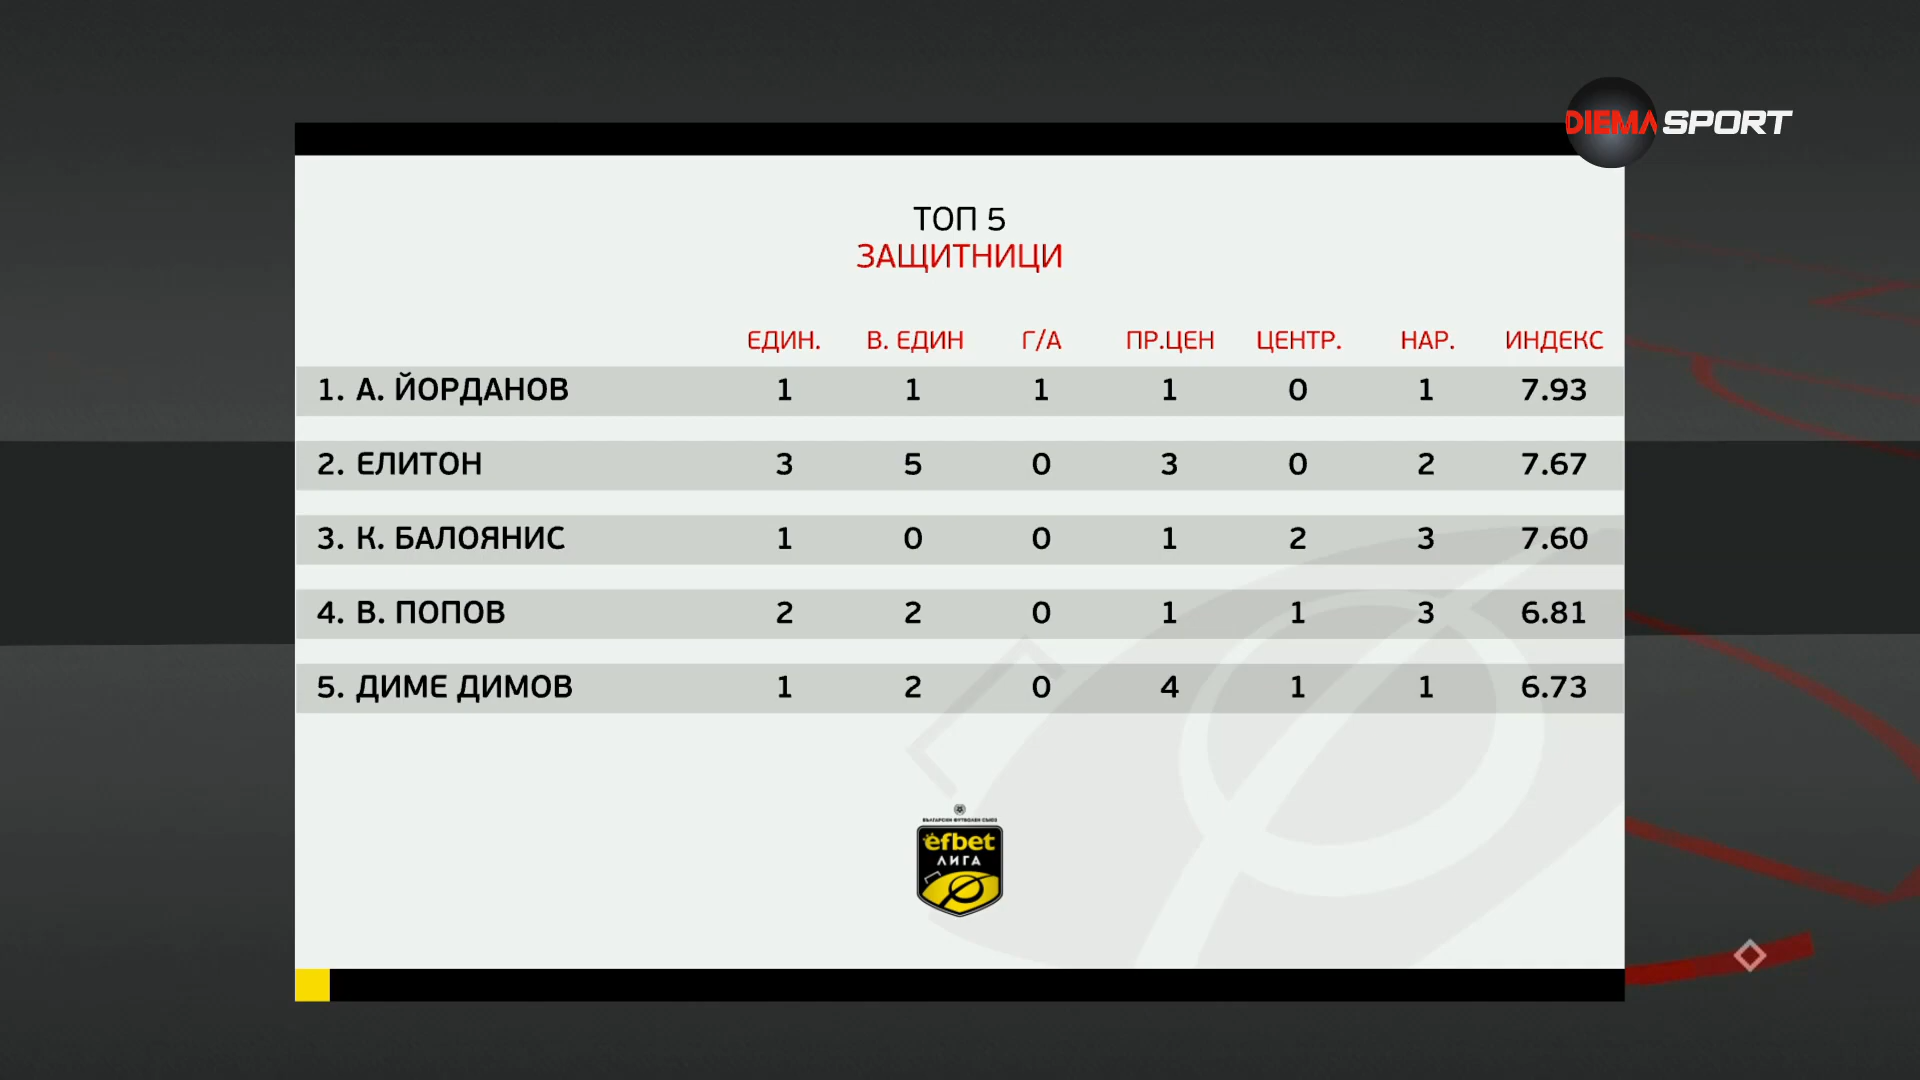 DIEMA SPORT
ТОП 5
ЗАЩИТНИЦИ
ЕДИН. В. ЕДИН Г/А ПР.ЦЕН ЦЕНТР. НАР. ИНДЕКС
1. А. ЙОРДАНОВ 1 1 1 1 0 1 7.93
2. ЕЛИТОН 3 5 0 3 0 2 7.67
3. К. БАЛОЯНИС 1 0 0 1 2 3 7.60
4. В. ПОПОВ 2 2 0 1 1 3 6.81
5. ДИМЕ ДИМОВ 1 2 0 4 1 1 6.73
БЪЛГАРСКИ ФУТБОЛЕН СЪЮЗ
efbet
ЛИГА